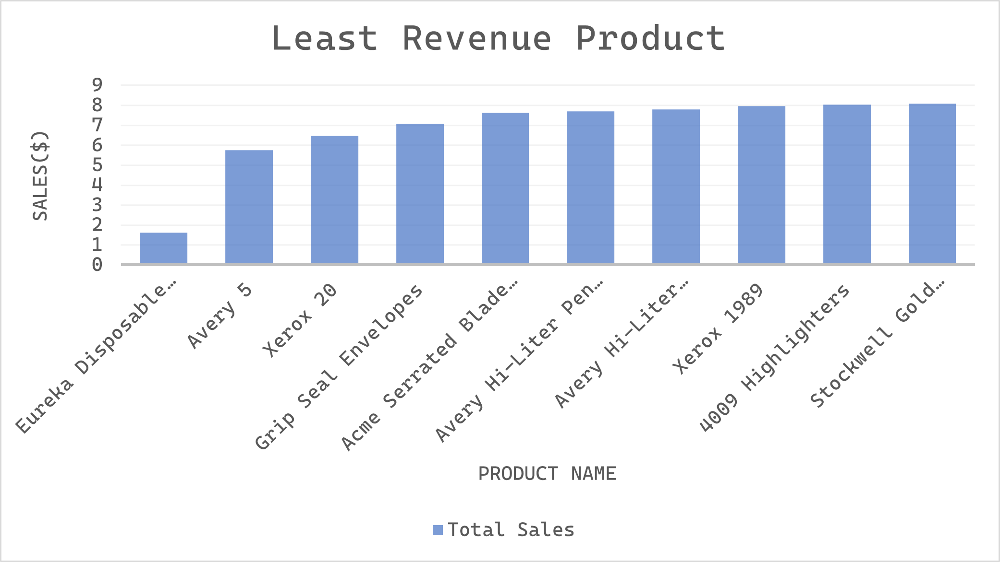 Least Revenue Product
9
8
7
6
5
4
3
2
1
0
SALES($)
Eureka Disposable…
Avery 5
Xerox 20
Grip Seal Envelopes
Acme Serrated Blade…
Avery Hi-Liter Pen…
Avery Hi-Liter…
Xerox 1989
4009 Highlighters
Stockwell Gold…
PRODUCT NAME
Total Sales